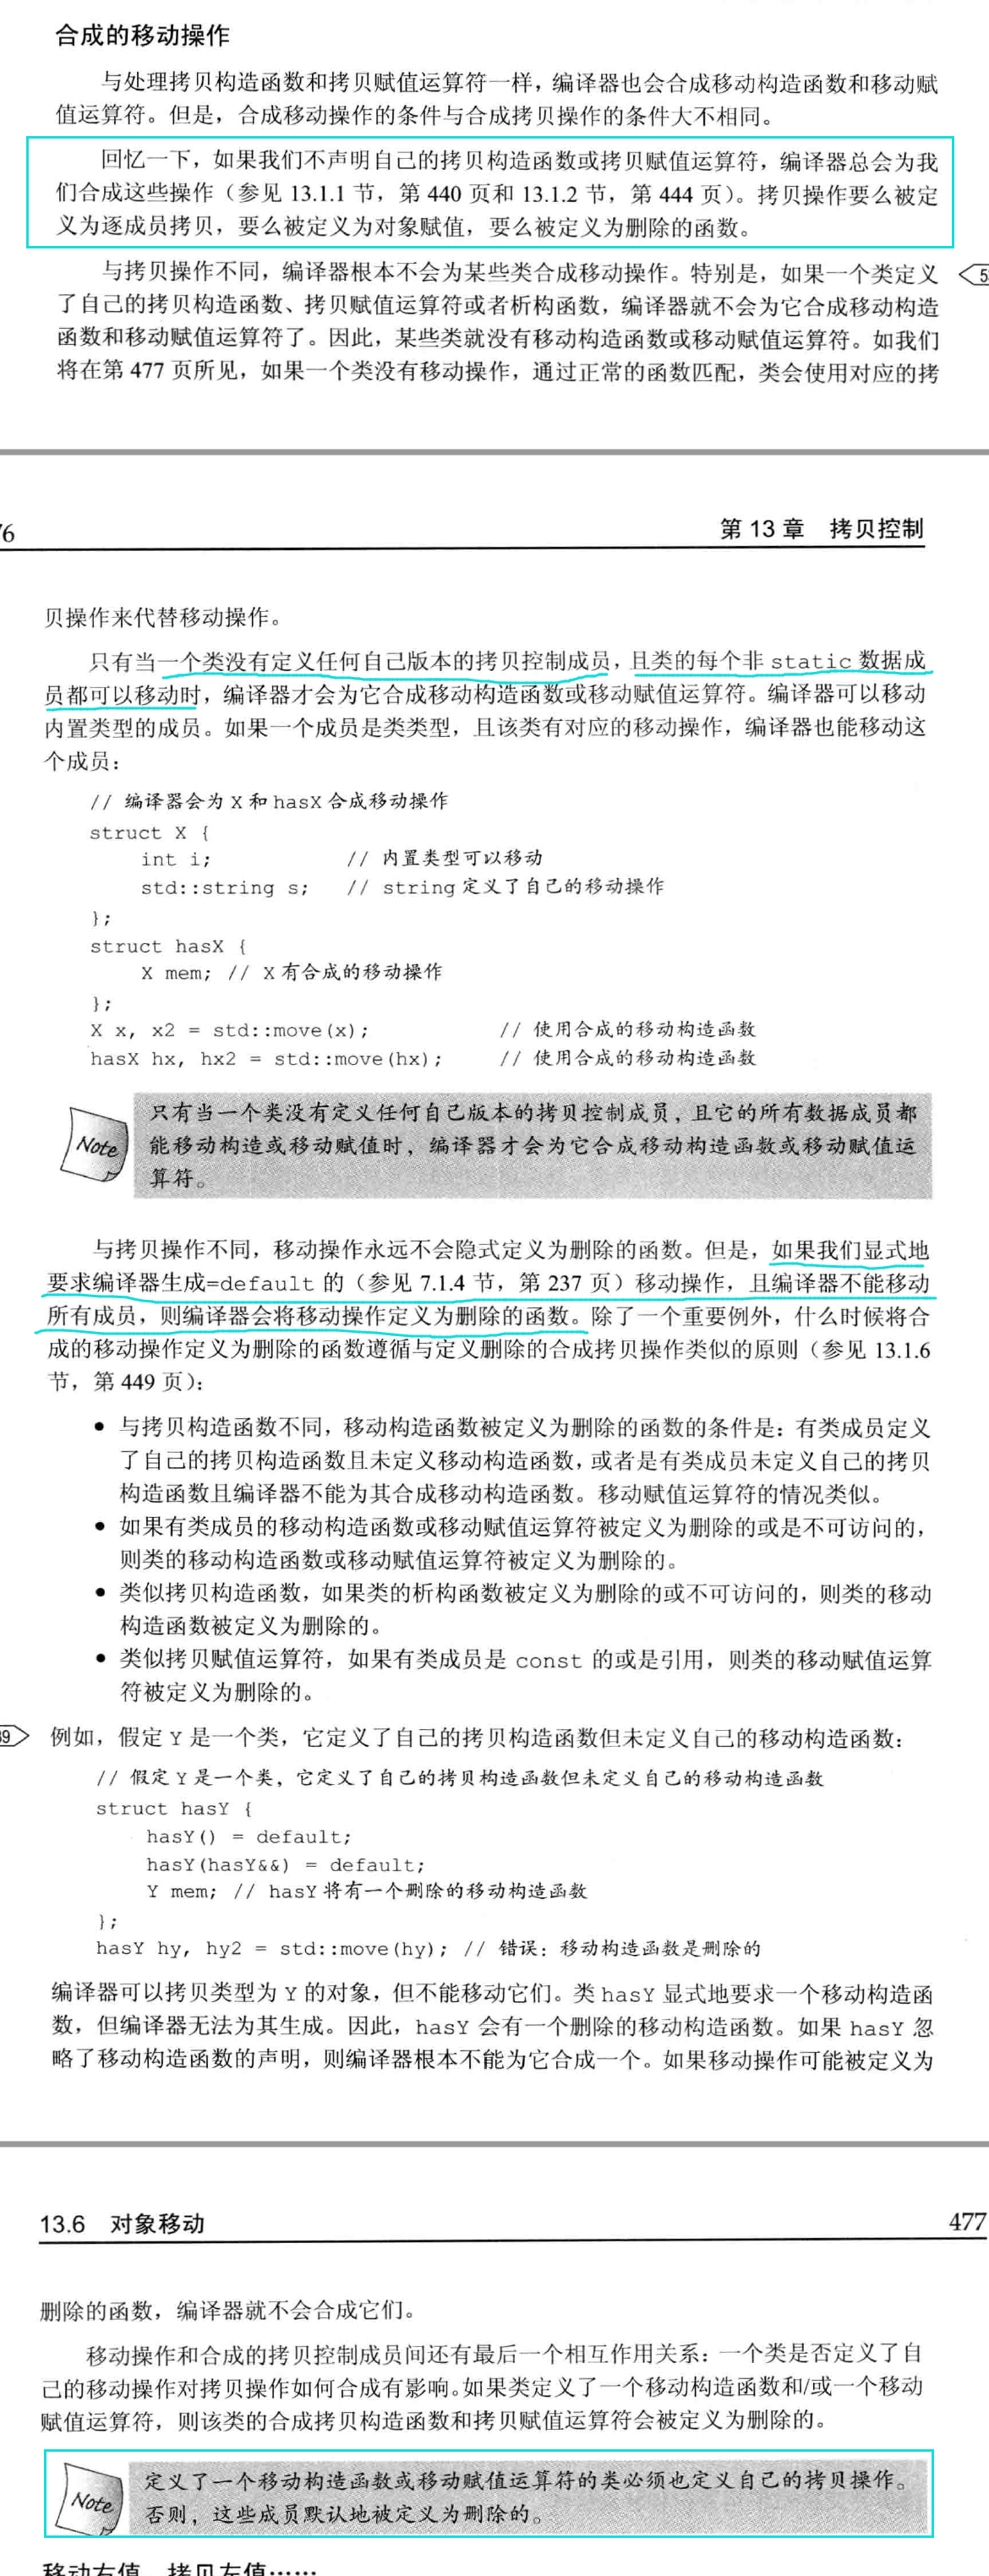 合成的移动操作
与处理拷贝构造函数和拷贝赋值运算符一样，编译器也会合成移动构造函数和移动赋
值运算符。但是，合成移动操作的条件与合成拷贝操作的条件大不相同。
回忆一下，如果我们不声明自己的拷贝构造函数或拷贝赋值运算符，编译器总会为我
们合成这些操作（参见 13.1.1 节，第 440 页和 13.1.2 节，第 444 页）。拷贝操作要么被定
义为逐成员拷贝，要么被定义为对象赋值，要么被定义为删除的函数。
与拷贝操作不同，编译器根本不会为某些类合成移动操作。特别是，如果一个类定义
了自己的拷贝构造函数、拷贝赋值运算符或者析构函数，编译器就不会为它合成移动构造
函数和移动赋值运算符了。因此，某些类就没有移动构造函数或移动赋值运算符。如我们
将在第 477 页所见，如果一个类没有移动操作，通过正常的函数匹配，类会使用对应的拷
第 13 章 拷贝控制
贝操作来代替移动操作。
只有当一个类没有定义任何自己版本的拷贝控制成员，且类的每个非 static 数据成
员都可以移动时，编译器才会为它合成移动构造函数或移动赋值运算符。编译器可以移动
内置类型的成员。如果一个成员是类类型，且该类有对应的移动操作，编译器也能移动这
个成员：
// 编译器会为 X 和 hasX 合成移动操作
struct X {
int i; // 内置类型可以移动
std::string s; // string 定义了自己的移动操作
};
struct hasX {
X mem; // X 有合成的移动操作
};
X x, x2 = std::move(x); // 使用合成的移动构造函数
hasX hx, hx2 = std::move(hx); // 使用合成的移动构造函数
Note
只有当一个类没有定义任何自己版本的拷贝控制成员，且它的所有数据成员都
能移动构造或移动赋值时，编译器才会为它合成移动构造函数或移动赋值运
算符。
与拷贝操作不同，移动操作永远不会隐式定义为删除的函数。但是，如果我们显式地
要求编译器生成=default 的（参见 7.1.4 节，第 237 页）移动操作，且编译器不能移动
所有成员，则编译器会将移动操作定义为删除的函数。除了一个重要例外，什么时候将合
成的移动操作定义为删除的函数遵循与定义删除的合成拷贝操作类似的原则（参见 13.1.6
节，第 449 页）：
● 与拷贝构造函数不同，移动构造函数被定义为删除的函数的条件是：有类成员定义
了自己的拷贝构造函数且未定义移动构造函数，或者是有类成员未定义自己的拷贝
构造函数且编译器不能为其合成移动构造函数。移动赋值运算符的情况类似。
● 如果有类成员的移动构造函数或移动赋值运算符被定义为删除的或是不可访问的，
则类的移动构造函数或移动赋值运算符被定义为删除的。
● 类似拷贝构造函数，如果类的析构函数被定义为删除的或不可访问的，则类的移动
构造函数被定义为删除的。
● 类似拷贝赋值运算符，如果有类成员是 const 的或是引用，则类的移动赋值运算
符被定义为删除的。
例如，假定 Y 是一个类，它定义了自己的拷贝构造函数但未定义自己的移动构造函数：
// 假定 Y 是一个类，它定义了自己的拷贝构造函数但未定义自己的移动构造函数
struct hasY {
hasY() = default;
hasY(hasY&&) = default;
Y mem; // hasY 将有一个删除的移动构造函数
};
hasY hy, hy2 = std::move(hy); // 错误：移动构造函数是删除的
编译器可以拷贝类型为 Y 的对象，但不能移动它们。类 hasY 显式地要求一个移动构造函
数，但编译器无法为其生成。因此，hasY 会有一个删除的移动构造函数。如果 hasY 忽
略了移动构造函数的声明，则编译器根本不能为它合成一个。如果移动操作可能被定义为
13.6 对象移动 477
删除的函数，编译器就不会合成它们。
移动操作和合成的拷贝控制成员间还有最后一个相互作用关系：一个类是否定义了自
己的移动操作对拷贝操作如何合成有影响。如果类定义了一个移动构造函数和/或一个移动
赋值运算符，则该类的合成拷贝构造函数和拷贝赋值运算符会被定义为删除的。
Note
定义了一个移动构造函数或移动赋值运算符的类必须也定义自己的拷贝操作。
否则，这些成员默认地被定义为删除的。
移动右值，拷贝左值……